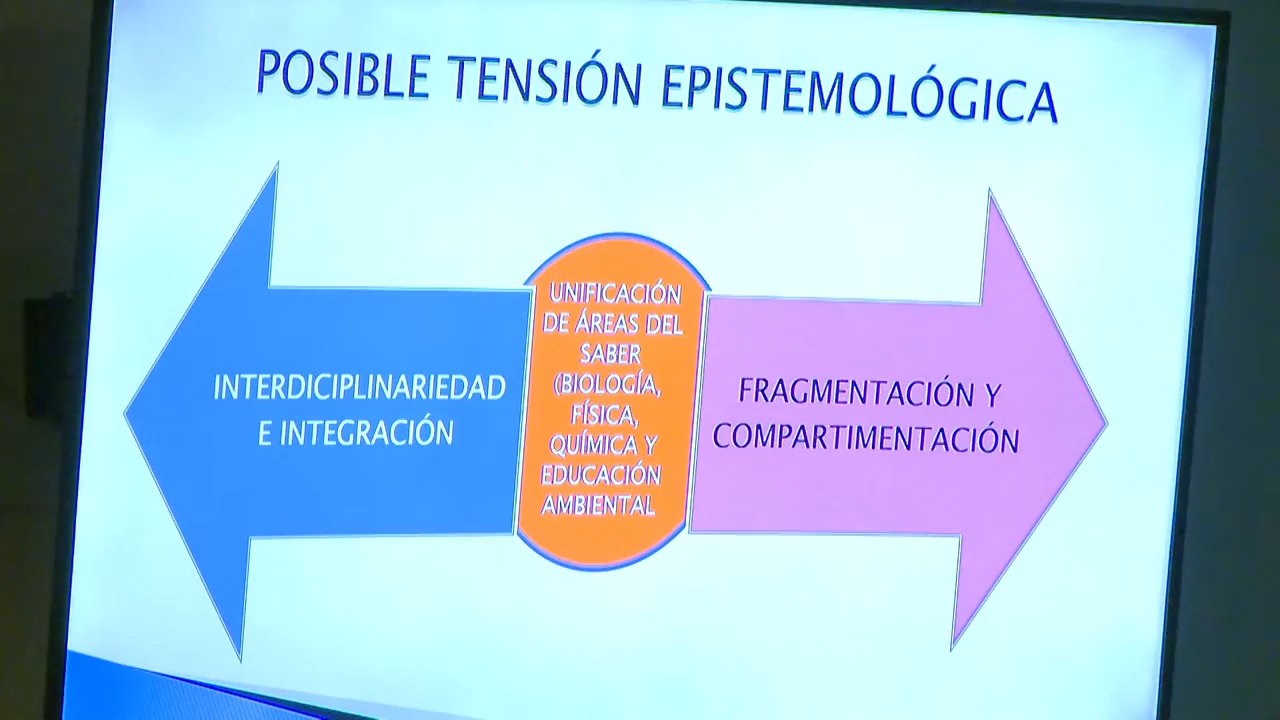 POSIBLE TENSIÓN EPISTEMOLÓGICA
INTERDICIPLINARIEDAD
E INTEGRACIÓN
UNIFICACIÓN
DE ÁREAS DEL
SABER
(BIOLOGÍA,
FÍSICA,
QUÍMICA Y
EDUCACIÓN
AMBIENTAL
FRAGMENTACIÓN Y
COMPARTIMENTACIÓN